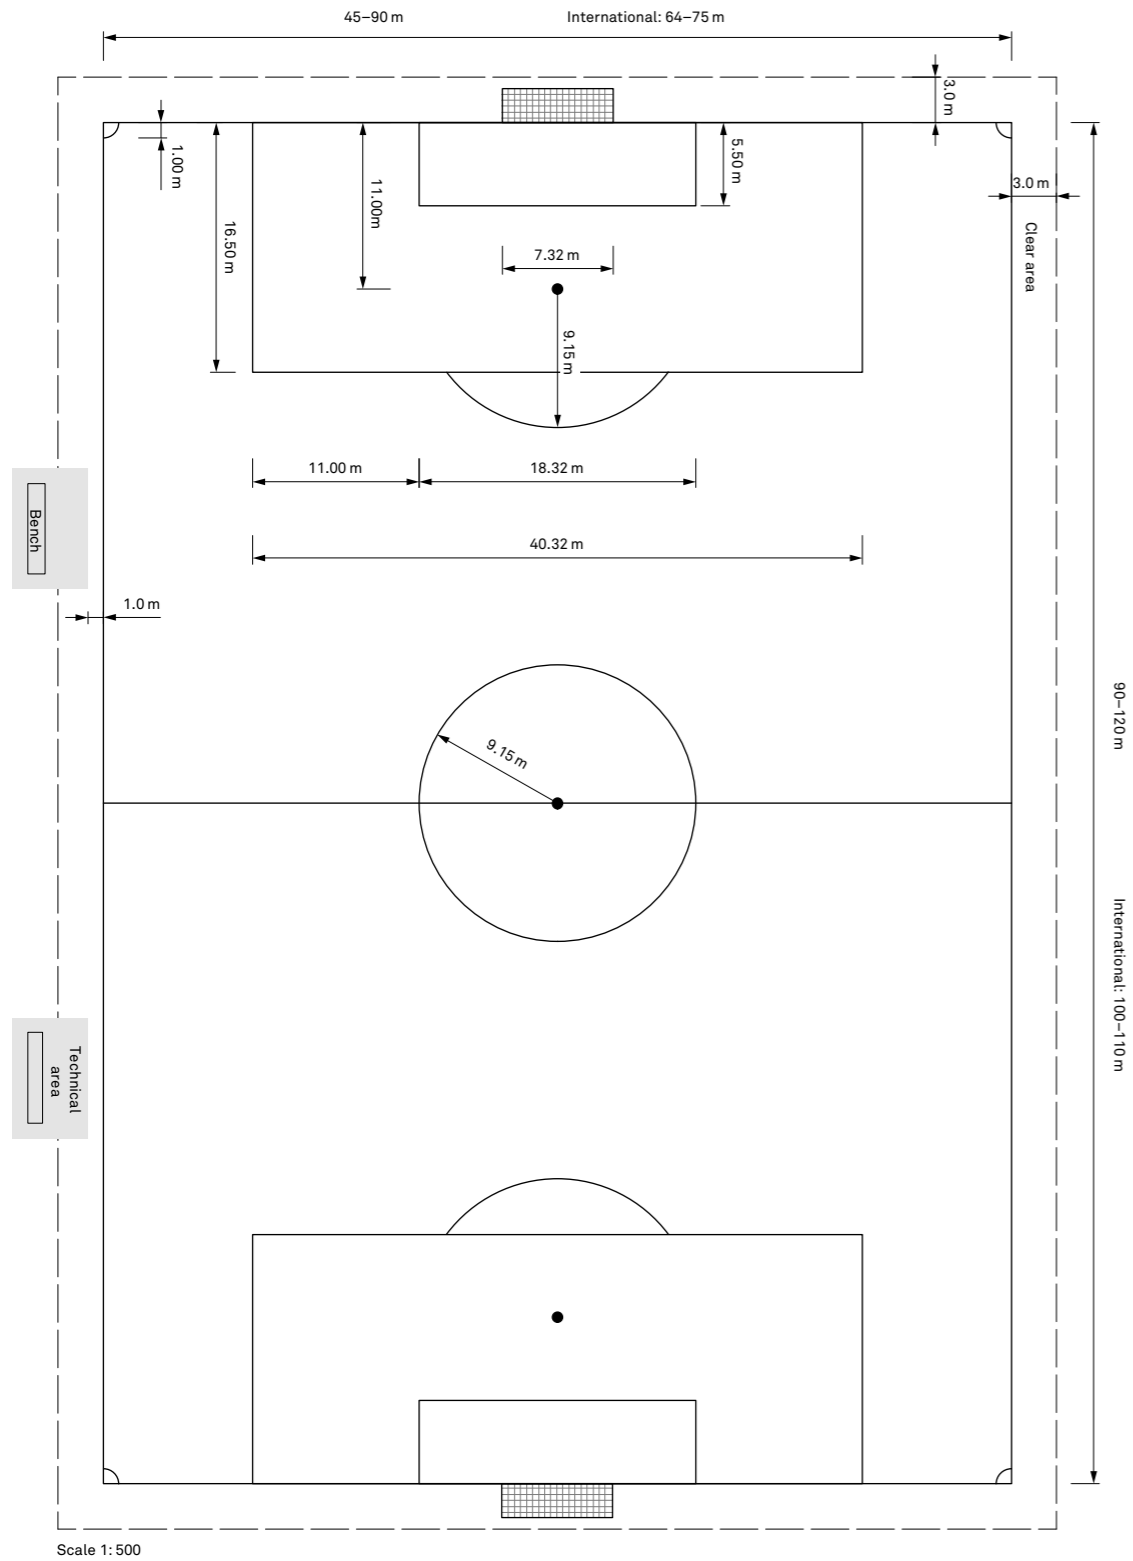 45–90 m
International: 64–75 m
3.0 m
1.00 m
11.00m
5.50 m
3.0 m
16.50 m
Clear area
7.32 m
9.15 m
11.00 m
18.32 m
Bench
40.32 m
1.0 m
90–120 m
9.15 m
International: 100–110 m
Technical
area
Scale 1:500